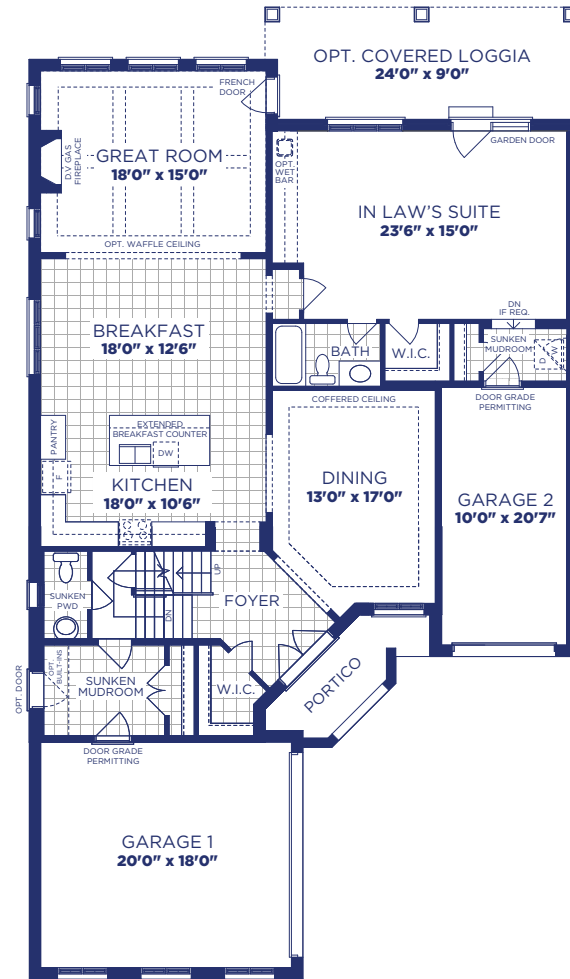 OPT. COVERED LOGGIA
24'0" x 9'0"
FRENCH
DOOR
GARDEN DOOR
D.V GAS
FIREPLACE
GREAT ROOM
18'0" x 15'0"
OPT.
WET
BAR
IN LAW'S SUITE
23'6" x 15'0"
OPT. WAFFLE CEILING
DN
IF REQ.
BREAKFAST
18'0" x 12'6"
BATH
W.I.C.
SUNKEN
MUDROOM
D
W
DOOR GRADE
PERMITTING
COFFERED CEILING
PANTRY
EXTENDED
BREAKFAST COUNTER
DW
F
KITCHEN
18'0" x 10'6"
DINING
13'0" x 17'0"
GARAGE 2
10'0" x 20'7"
UP
SUNKEN
PWD
DN
FOYER
OPT. DOOR
OPT.
BUILT-INS
SUNKEN
MUDROOM
W.I.C.
PORTICO
DOOR GRADE
PERMITTING
GARAGE 1
20'0" x 18'0"